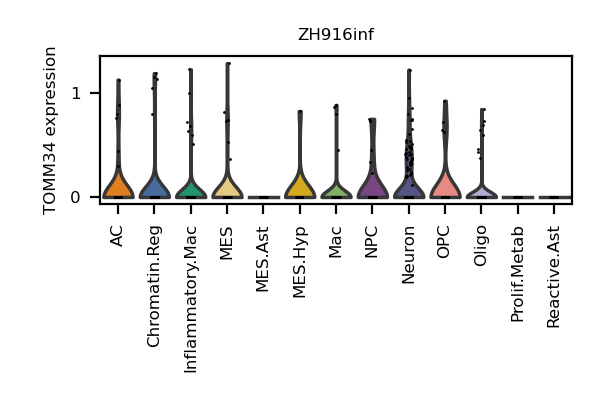 ZH916inf
TOMM34 expression
1
0
AC
Chromatin.Reg
Inflammatory.Mac
MES
MES.Ast
MES.Hyp
Mac
NPC
Neuron
OPC
Oligo
Prolif.Metab
Reactive.Ast